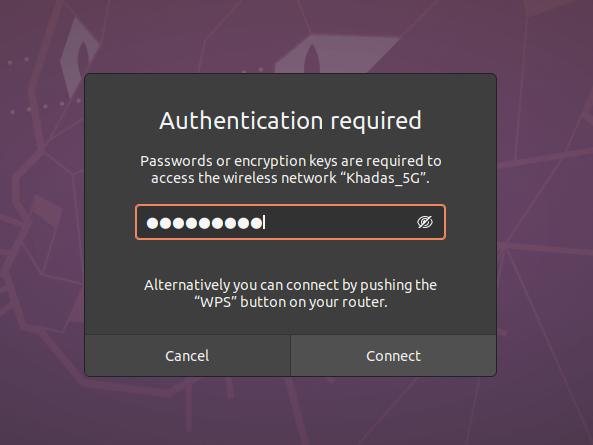 Authentication required
Passwords or encryption keys are required to
access the wireless network “Khadas_5G”.
●●●●●●●●●
Alternatively you can connect by pushing the
“WPS” button on your router.
Cancel
Connect